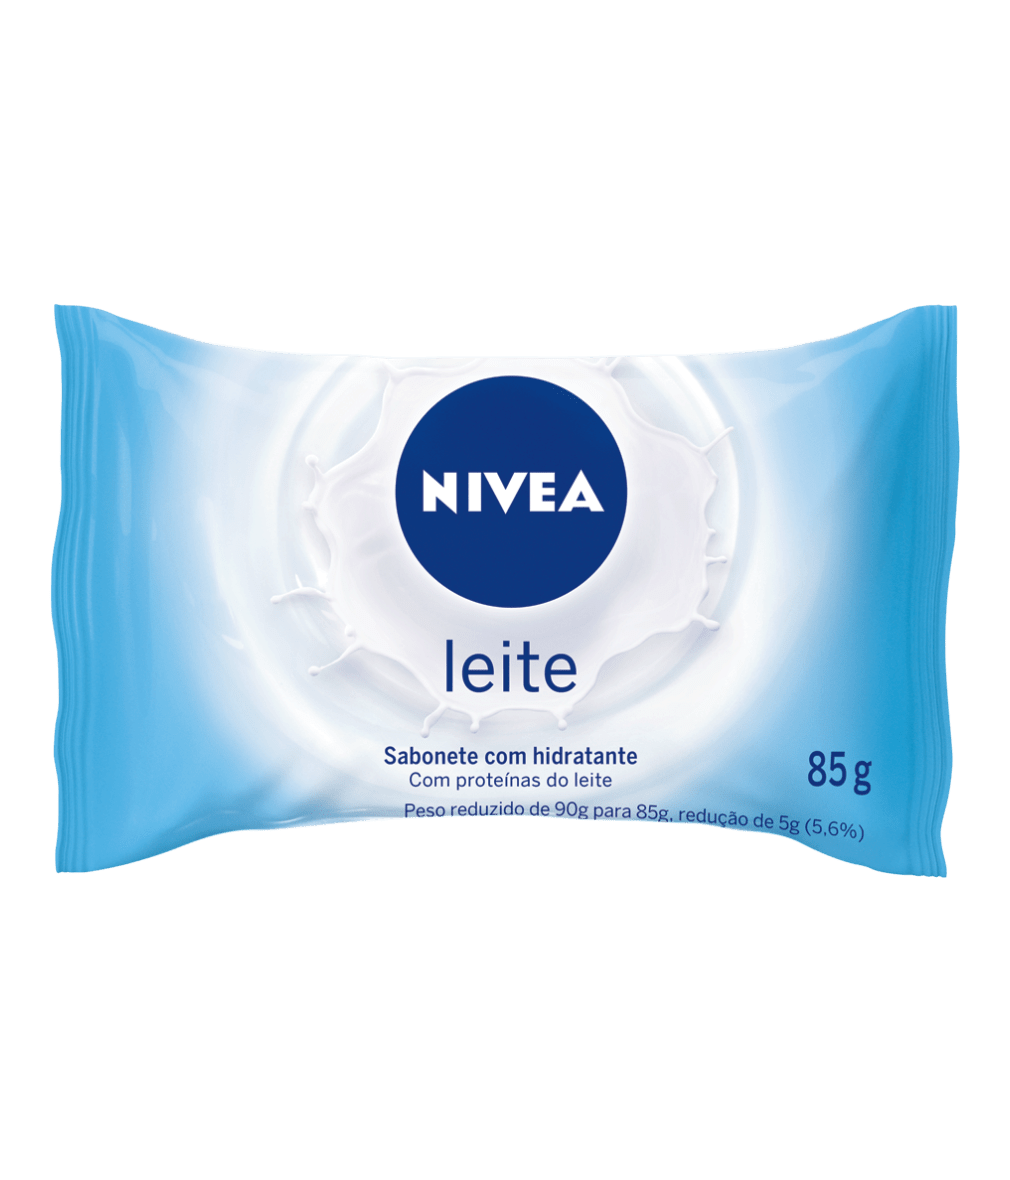 NIVEA
leite
Sabonete com hidratante
Com proteínas do leite
85 g
Peso reduzido de 90g para 85g, redução de 5g (5,6%)